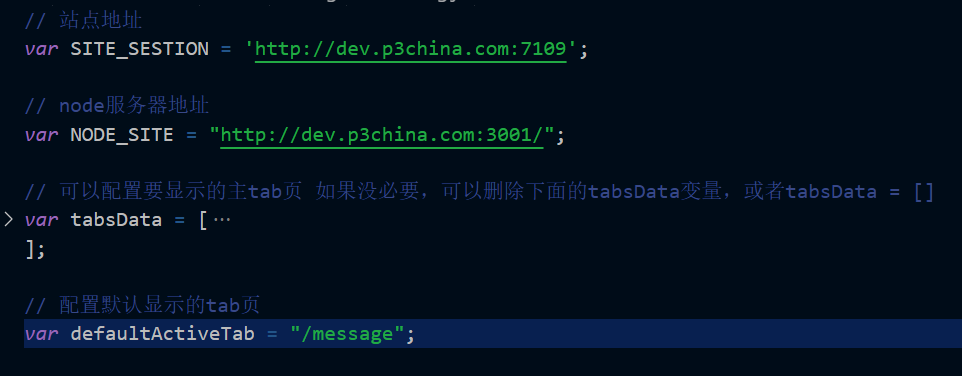 // 站点地址
var SITE_SESTION = 'http://dev.p3china.com:7109';
// node服务器地址
var NODE_SITE = "http://dev.p3china.com:3001/";
// 可以配置要显示的主tab页 如果没必要，可以删除下面的tabsData变量，或者tabsData = []
var tabsData = [⋯
];
// 配置默认显示的tab页
var defaultActiveTab = "/message";